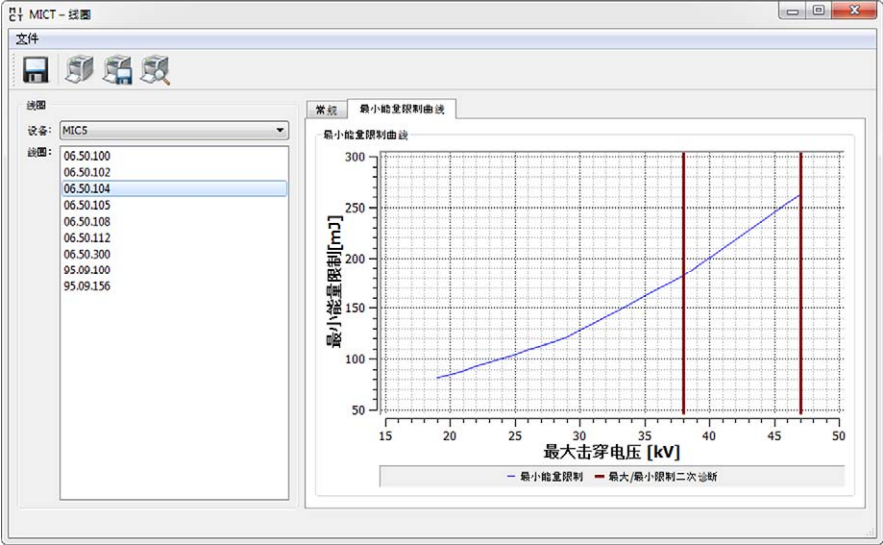 MICT – 线圈
文件
线圈
设备: MIC5
线圈: 06.50.100
06.50.102
06.50.104
06.50.105
06.50.108
06.50.112
06.50.300
95.09.100
95.09.156
常规 最小能量限制曲线
最小能量限制曲线
最小能量限制[mJ]
300
250
200
150
100
50
15 20 25 30 35 40 45 50
最大击穿电压 [kV]
最小能量限制 最大/最小限制二次诊断